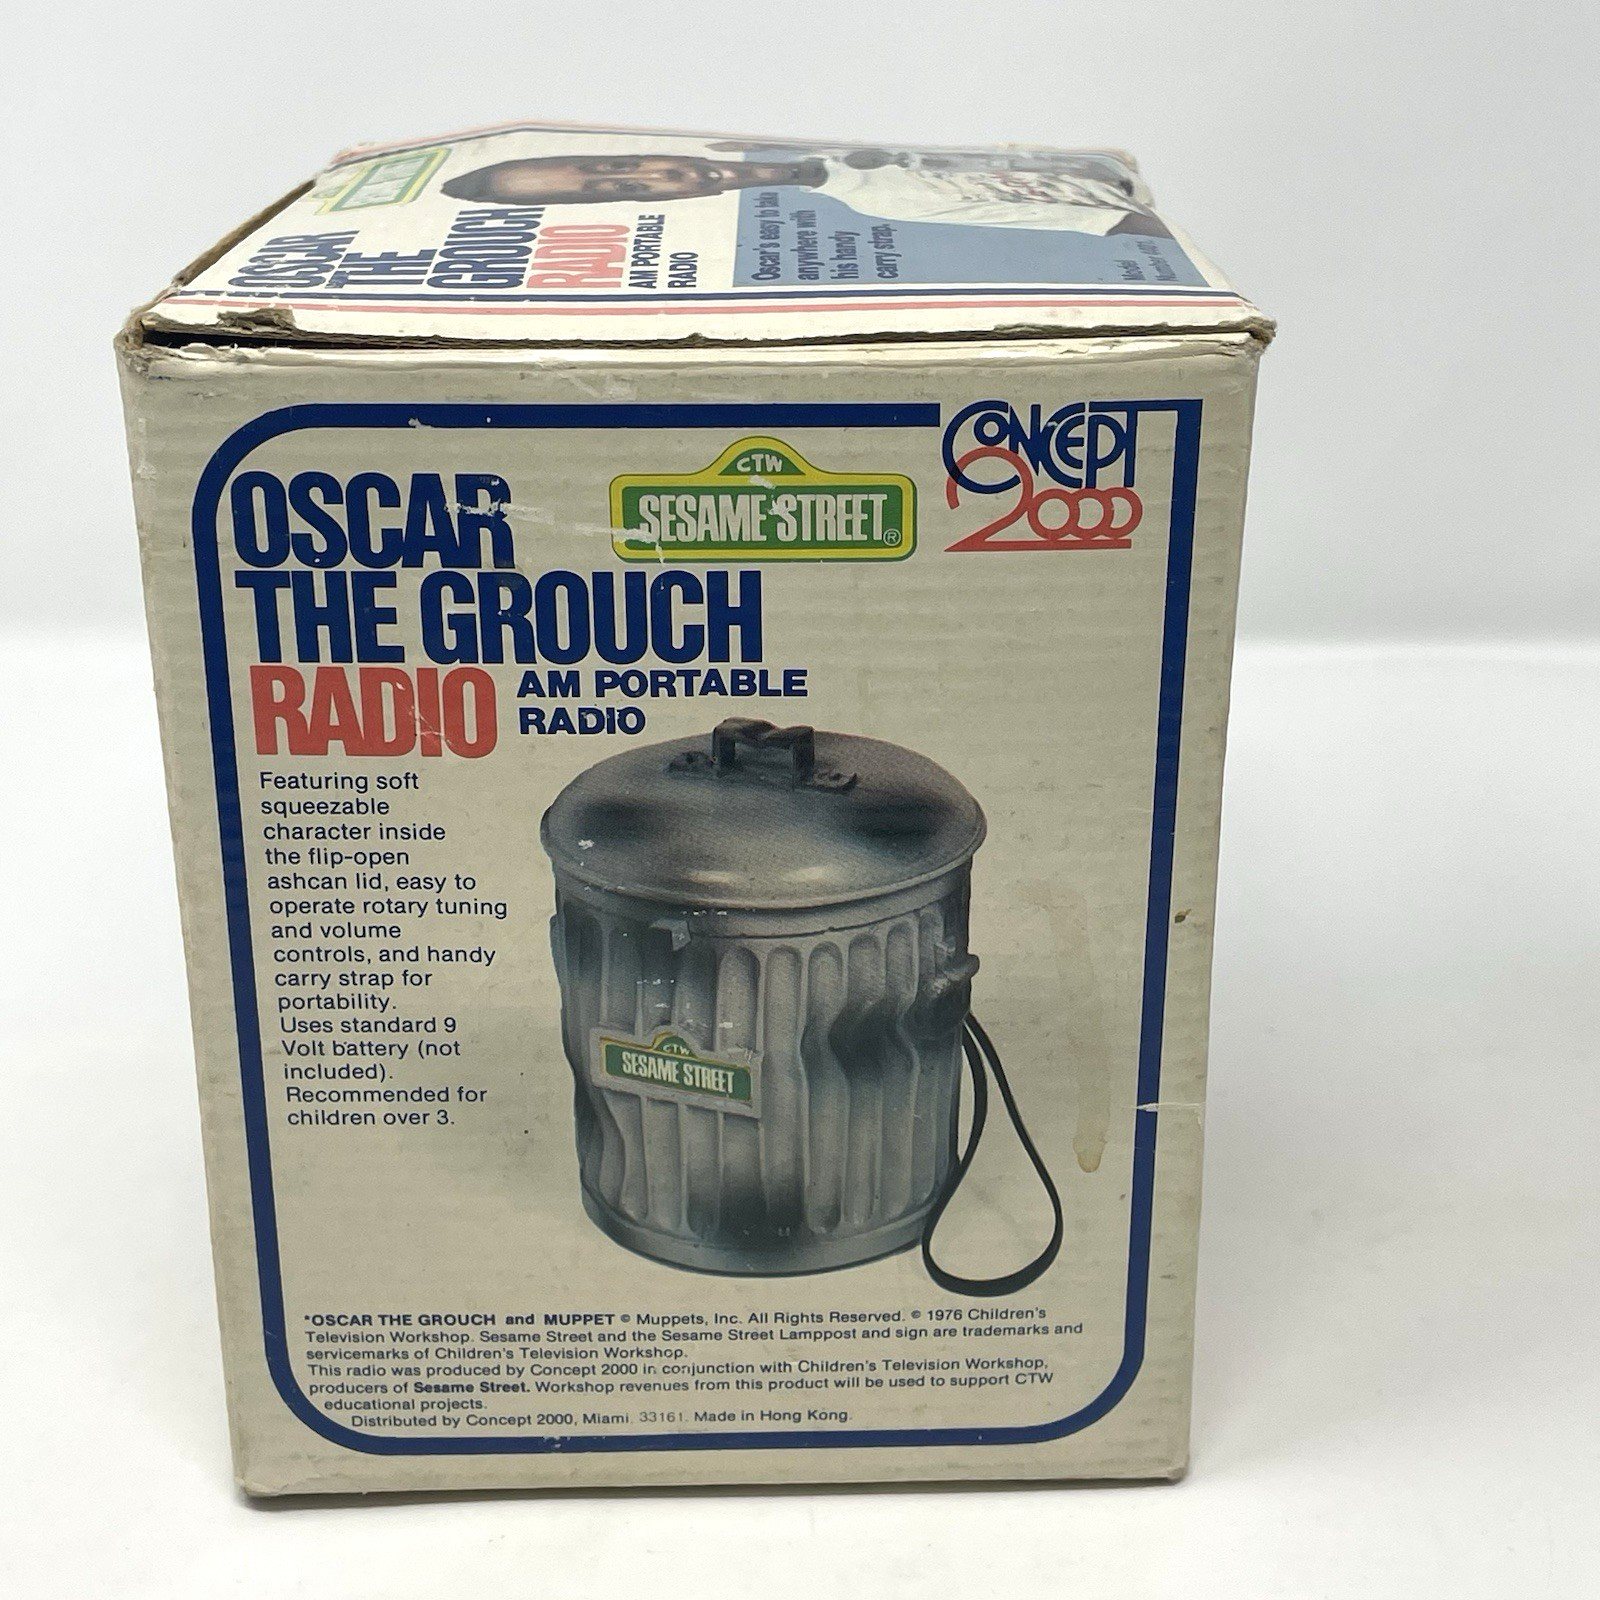 SESAME STREET
OSCAR
THE
GROUCH
RADIO
AM PORTABLE
RADIO
Oscar's easy to take
anywhere with
his handy
carry strap.
Model
Number
CONCEPT
2000
CTW
SESAME STREET®
OSCAR
THE GROUCH
RADIO
AM PORTABLE
RADIO
Featuring soft
squeezable
character inside
the flip-open
ashcan lid, easy to
operate rotary tuning
and volume
controls, and handy
carry strap for
portability.
Uses standard 9
Volt battery (not
included).
Recommended for
children over 3.
CTW
SESAME STREET
*OSCAR THE GROUCH and MUPPET © Muppets, Inc. All Rights Reserved. © 1976 Children's
Television Workshop. Sesame Street and the Sesame Street Lamppost and sign are trademarks and
servicemarks of Children's Television Workshop.
This radio was produced by Concept 2000 in conjunction with Children's Television Workshop,
producers of Sesame Street. Workshop revenues from this product will be used to support CTW
educational projects.
Distributed by Concept 2000, Miami, 33161. Made in Hong Kong.